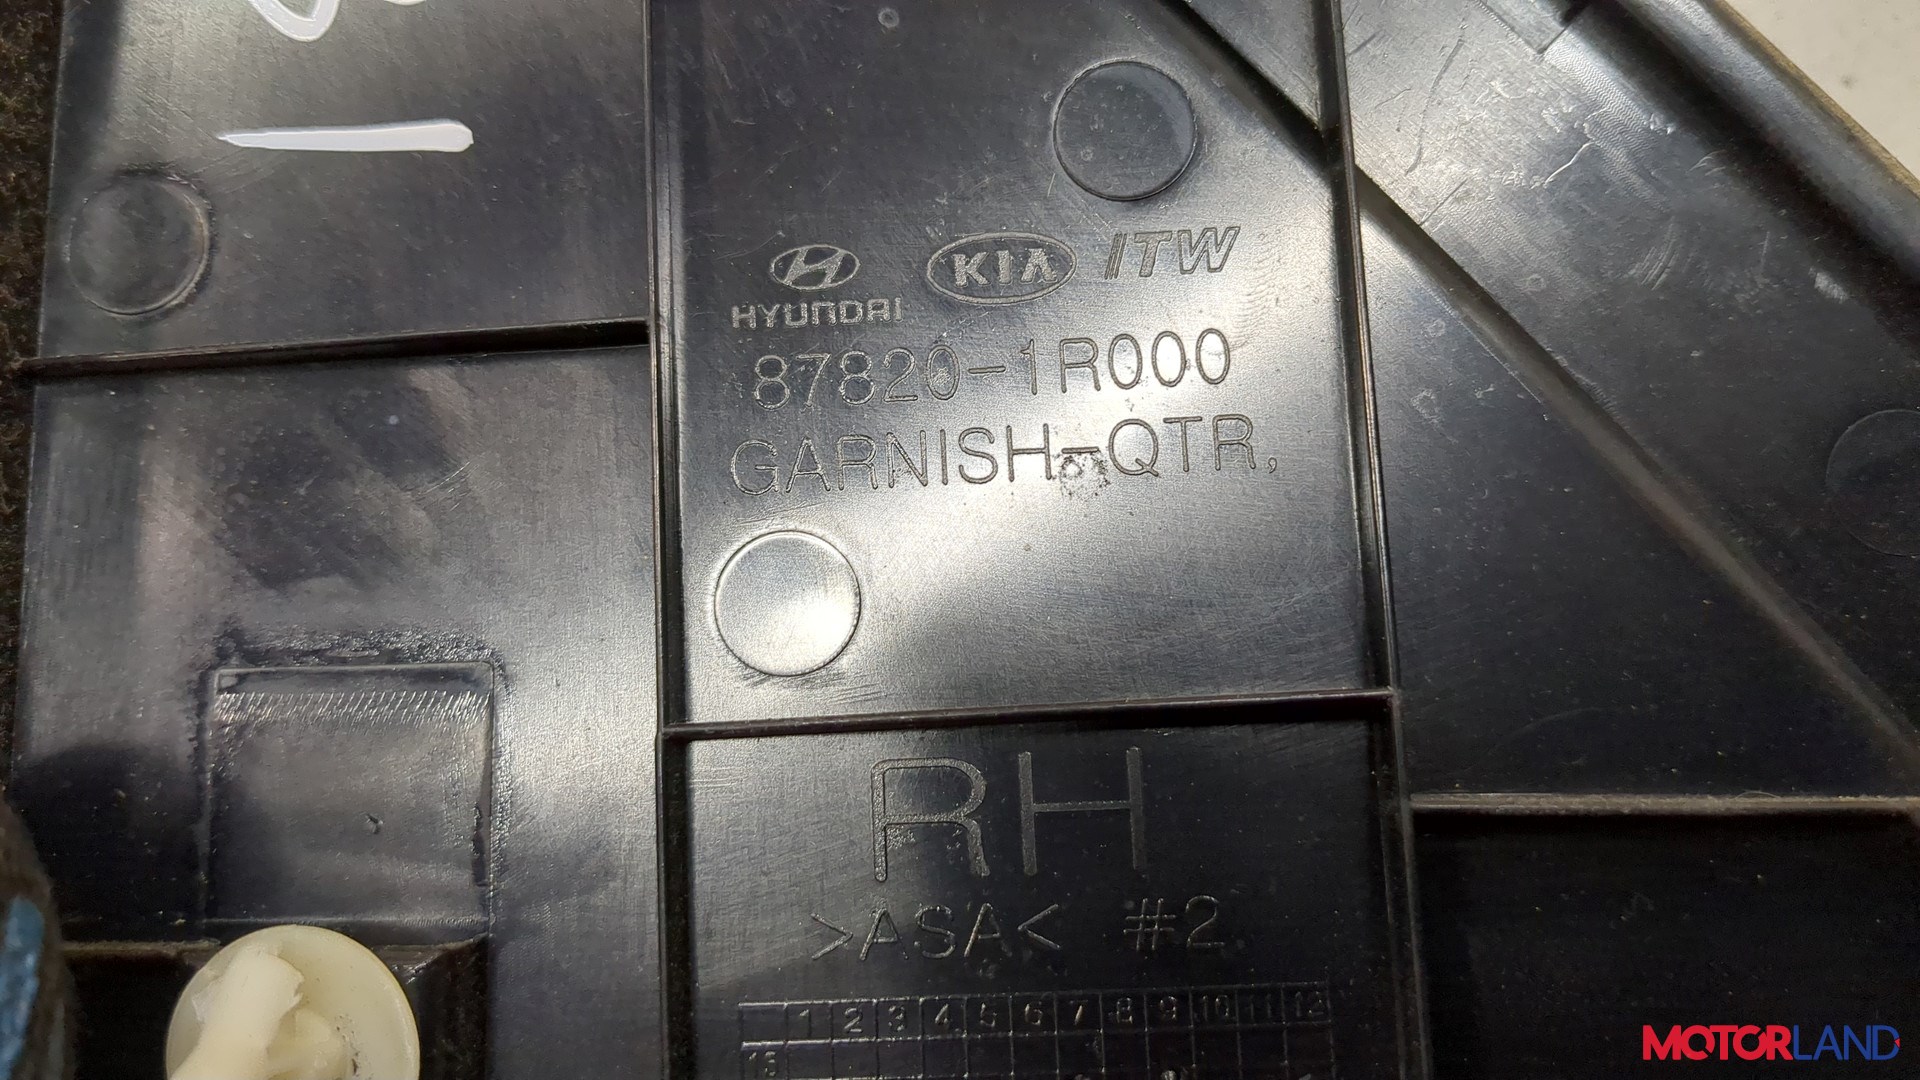 HYUNDAI KIA ITW
87820-1R000
GARNISH-QTR,
RH
>ASA< #2
1 2 3 4 5 6 7 8 9 10 11 12
13
MOTORLAND